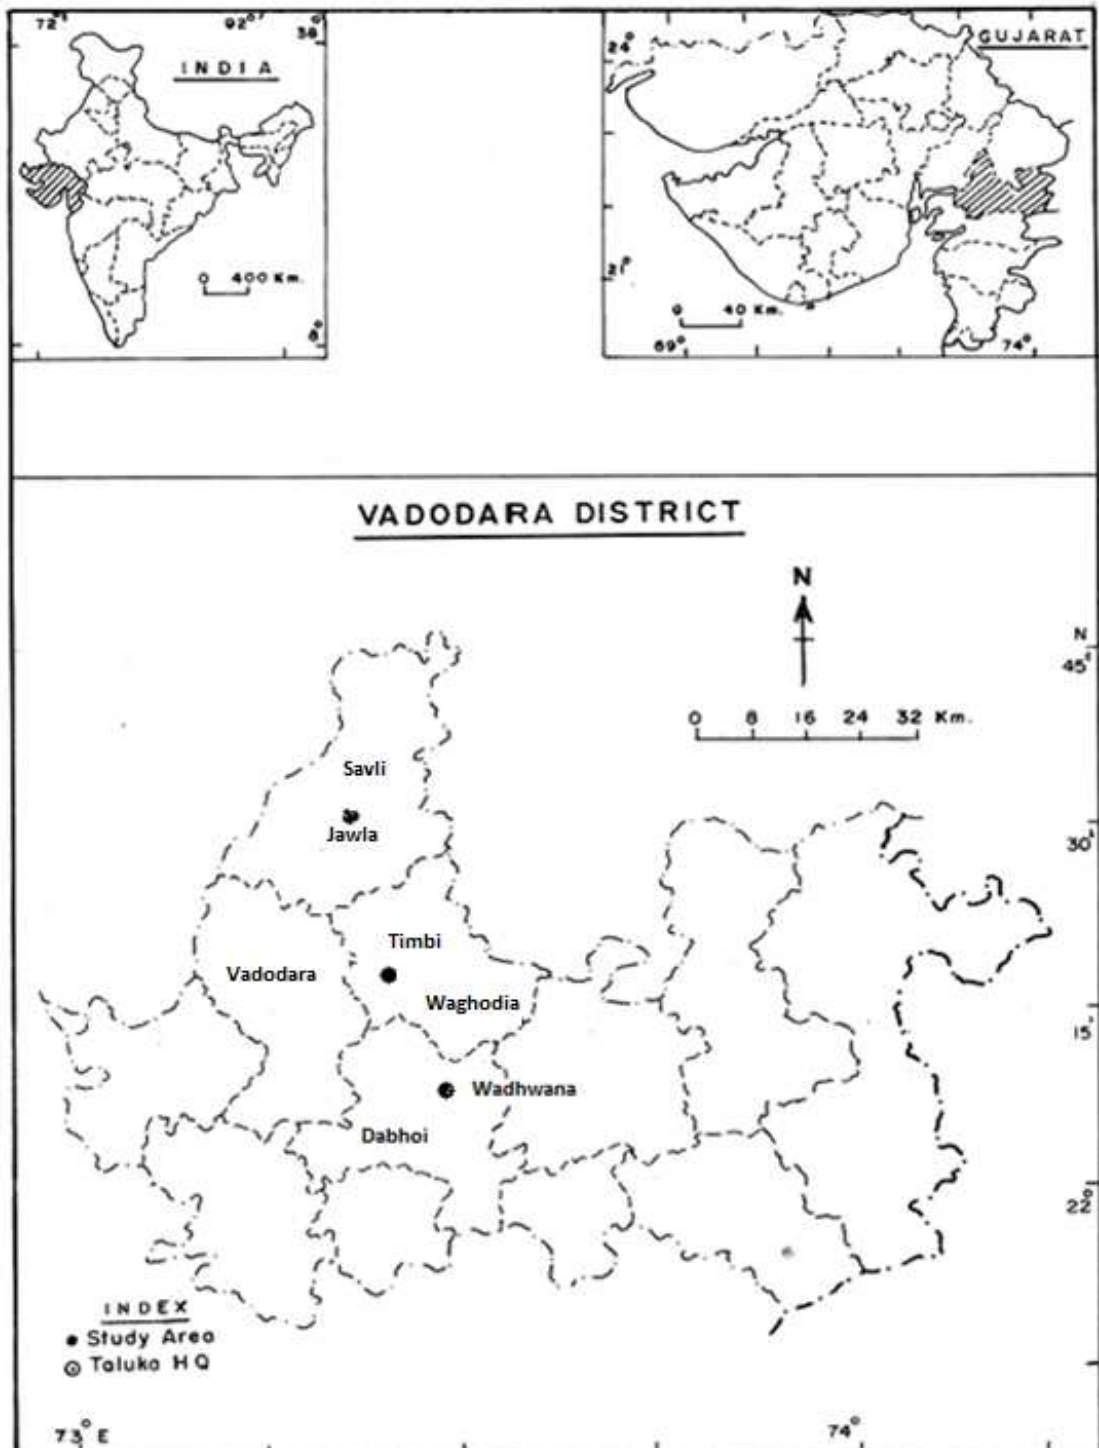 72°
92°
38°
INDIA
0 400 Km.
8°
24°
GUJARAT
21°
0 40 Km.
69°
74°
VADODARA DISTRICT
N
N
45'
0 8 16 24 32 Km.
Savli
30'
Jawla
Timbi
Vadodara
Waghodia
15'
Wadhwana
Dabhoi
22°
INDEX
Study Area
Taluka HQ
73° E
74°